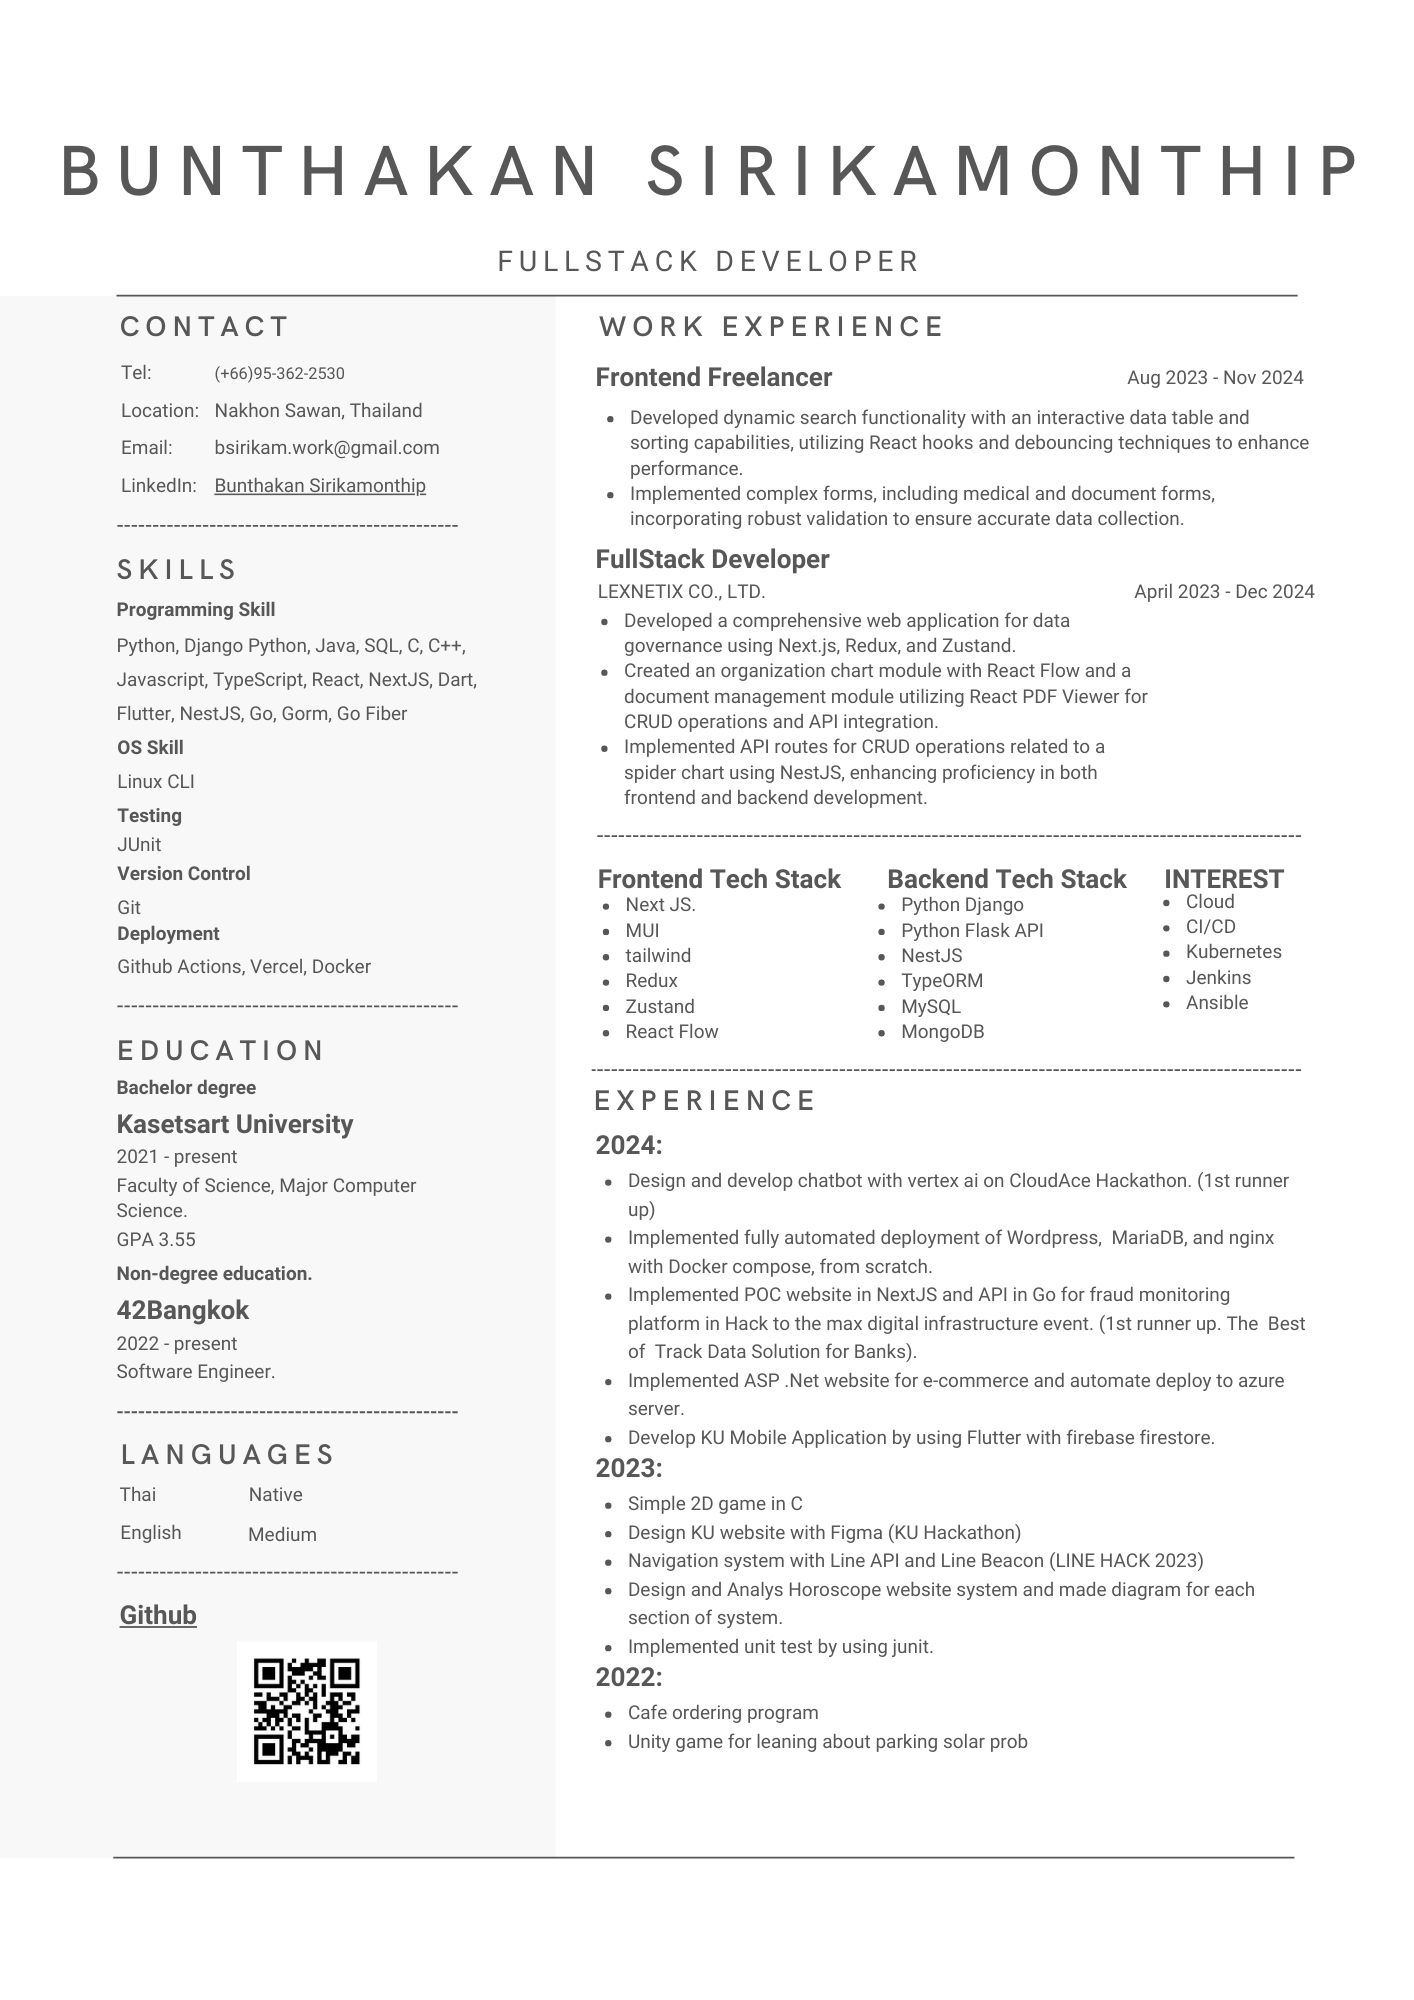 BUNTHAKAN SIRIKAMONTHIP
FULLSTACK DEVELOPER
CONTACT
Tel: (+66)95-362-2530
Location: Nakhon Sawan, Thailand
Email: bsirikam.work@gmail.com
LinkedIn: Bunthakan Sirikamonthip
------------------------------------------------
SKILLS
Programming Skill
Python, Django Python, Java, SQL, C, C++,
Javascript, TypeScript, React, NextJS, Dart,
Flutter, NestJS, Go, Gorm, Go Fiber
OS Skill
Linux CLI
Testing
JUnit
Version Control
Git
Deployment
Github Actions, Vercel, Docker
------------------------------------------------
EDUCATION
Bachelor degree
Kasetsart University
2021 - present
Faculty of Science, Major Computer
Science.
GPA 3.55
Non-degree education.
42Bangkok
2022 - present
Software Engineer.
------------------------------------------------
LANGUAGES
Thai Native
English Medium
------------------------------------------------
Github
WORK EXPERIENCE
Frontend Freelancer Aug 2023 - Nov 2024
• Developed dynamic search functionality with an interactive data table and
sorting capabilities, utilizing React hooks and debouncing techniques to enhance
performance.
• Implemented complex forms, including medical and document forms,
incorporating robust validation to ensure accurate data collection.
FullStack Developer
LEXNETIX CO., LTD. April 2023 - Dec 2024
• Developed a comprehensive web application for data
governance using Next.js, Redux, and Zustand.
• Created an organization chart module with React Flow and a
document management module utilizing React PDF Viewer for
CRUD operations and API integration.
• Implemented API routes for CRUD operations related to a
spider chart using NestJS, enhancing proficiency in both
frontend and backend development.
----------------------------------------------------------------------------------------------------
Frontend Tech Stack
• Next JS.
• MUI
• tailwind
• Redux
• Zustand
• React Flow
Backend Tech Stack
• Python Django
• Python Flask API
• NestJS
• TypeORM
• MySQL
• MongoDB
INTEREST
• Cloud
• CI/CD
• Kubernetes
• Jenkins
• Ansible
----------------------------------------------------------------------------------------------------
EXPERIENCE
2024:
• Design and develop chatbot with vertex ai on CloudAce Hackathon. (1st runner
up)
• Implemented fully automated deployment of Wordpress,  MariaDB, and nginx
with Docker compose, from scratch.
• Implemented POC website in NextJS and API in Go for fraud monitoring
platform in Hack to the max digital infrastructure event. (1st runner up. The  Best
of  Track Data Solution for Banks).
• Implemented ASP .Net website for e-commerce and automate deploy to azure
server.
• Develop KU Mobile Application by using Flutter with firebase firestore.
2023:
• Simple 2D game in C
• Design KU website with Figma (KU Hackathon)
• Navigation system with Line API and Line Beacon (LINE HACK 2023)
• Design and Analys Horoscope website system and made diagram for each
section of system.
• Implemented unit test by using junit.
2022:
• Cafe ordering program
• Unity game for leaning about parking solar prob